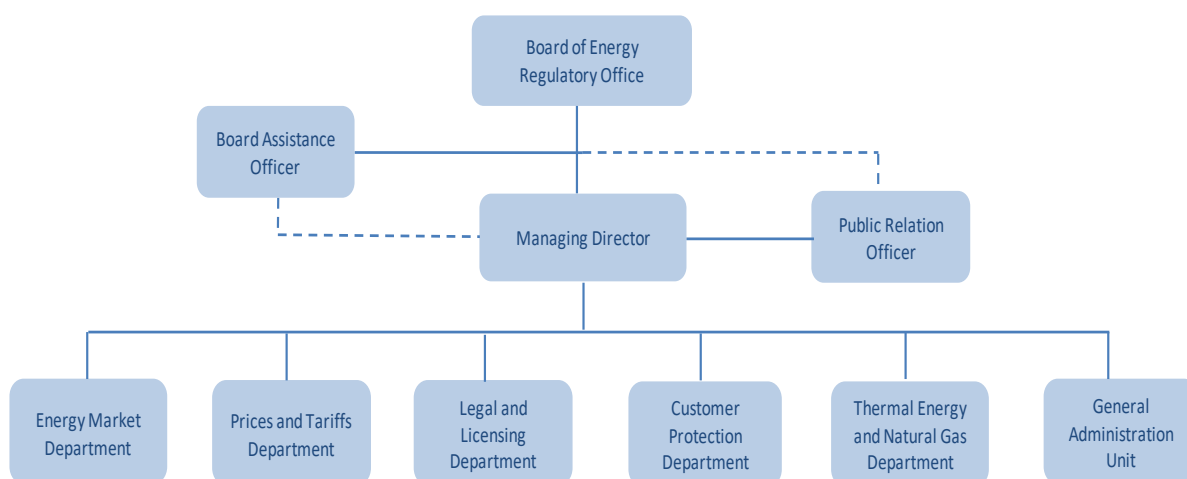 Board of Energy
Regulatory Office
Board Assistance
Officer
Managing Director
Public Relation
Officer
Energy Market
Department
Prices and Tariffs
Department
Legal and
Licensing
Department
Customer
Protection
Department
Thermal Energy
and Natural Gas
Department
General
Administration
Unit